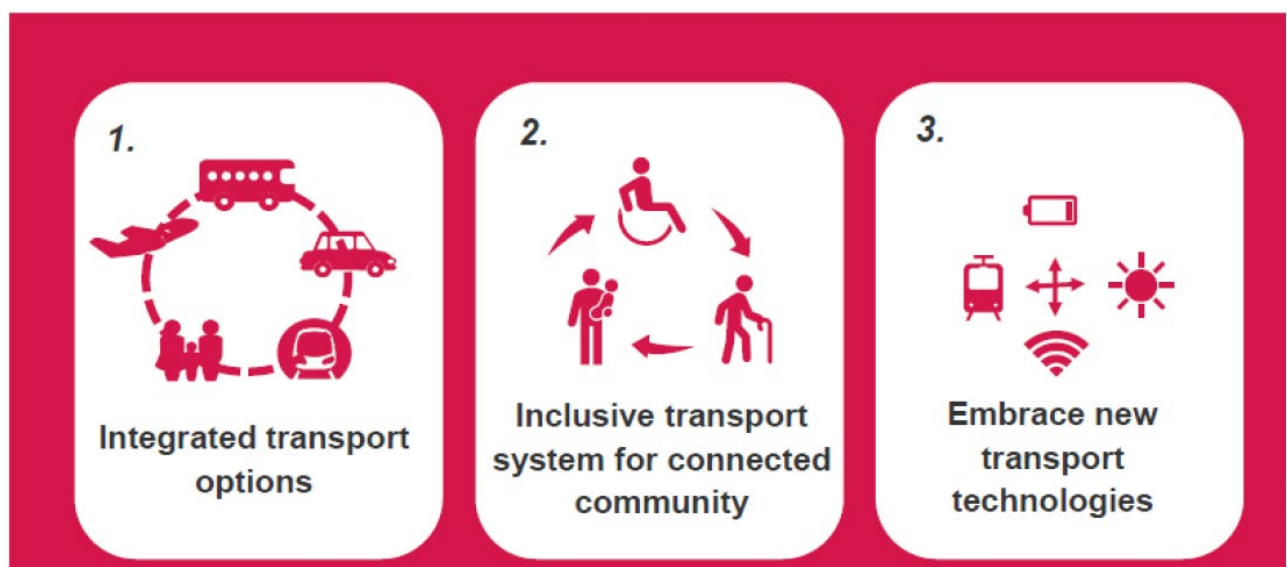 1.
Integrated transport
options
2.
Inclusive transport
system for connected
community
3.
Embrace new
transport
technologies